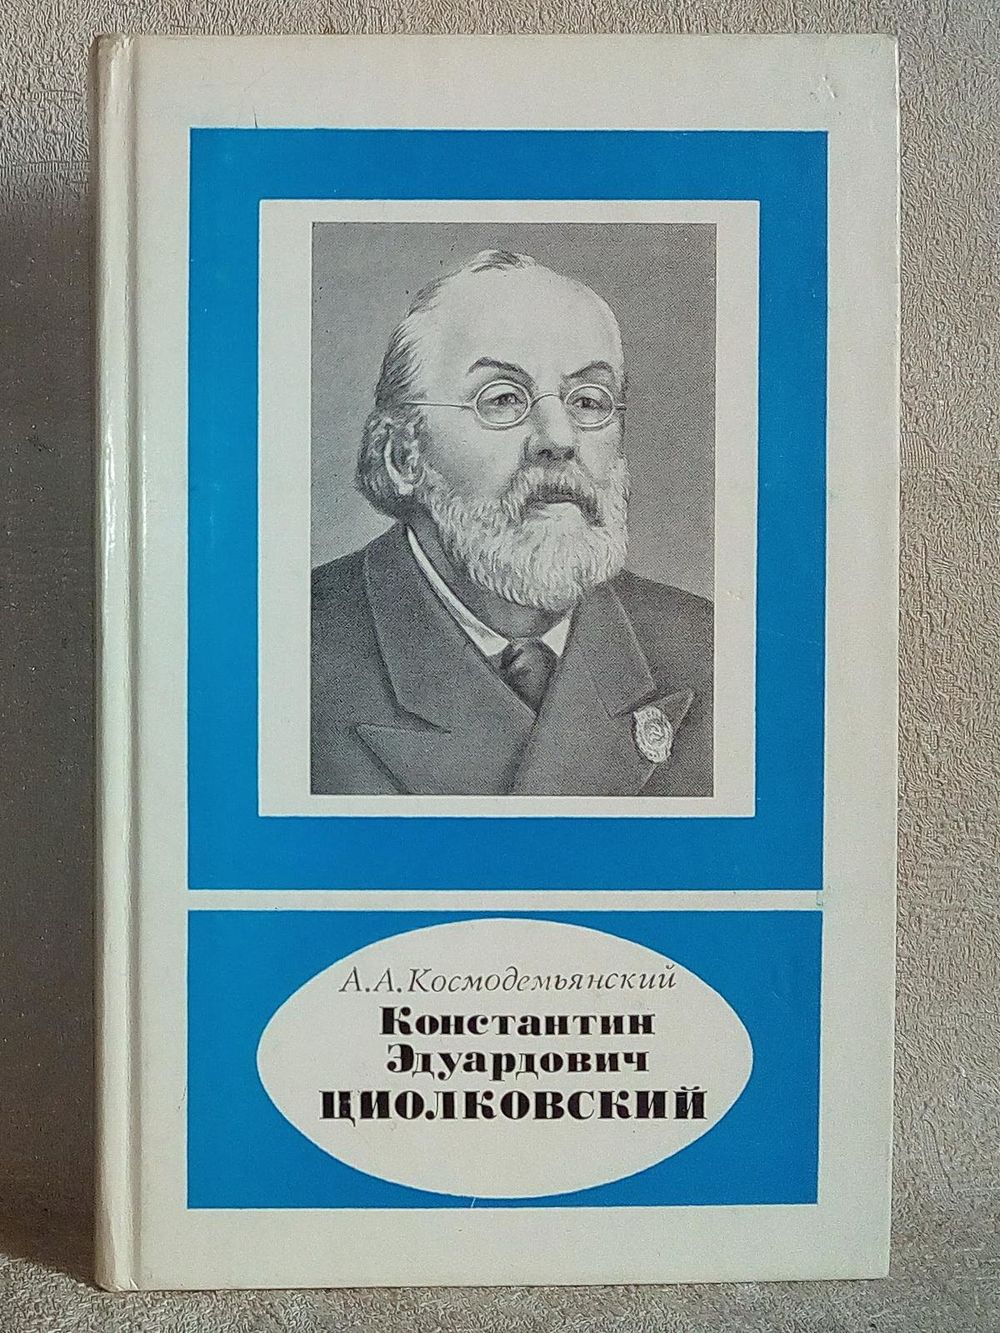 А.А.Космодемьянский
Константин
Эдуардович
ЦИОЛКОВСКИЙ